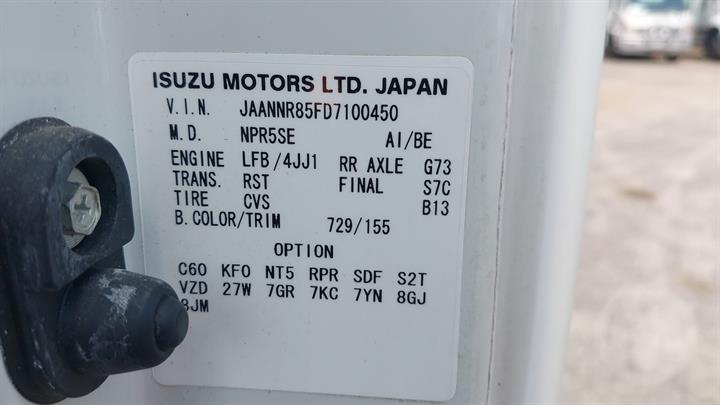 ISUZU MOTORS LTD. JAPAN
V.I.N. JAANNR85FD7100450
M.D. NPR5SE AI/BE
ENGINE LFB/4JJ1 RR AXLE G73
TRANS. RST FINAL S7C
TIRE CVS B13
B.COLOR/TRIM 729/155
OPTION
C60 KFO NT5 RPR SDF S2T
VZD 27W 7GR 7KC 7YN 8GJ
8JM